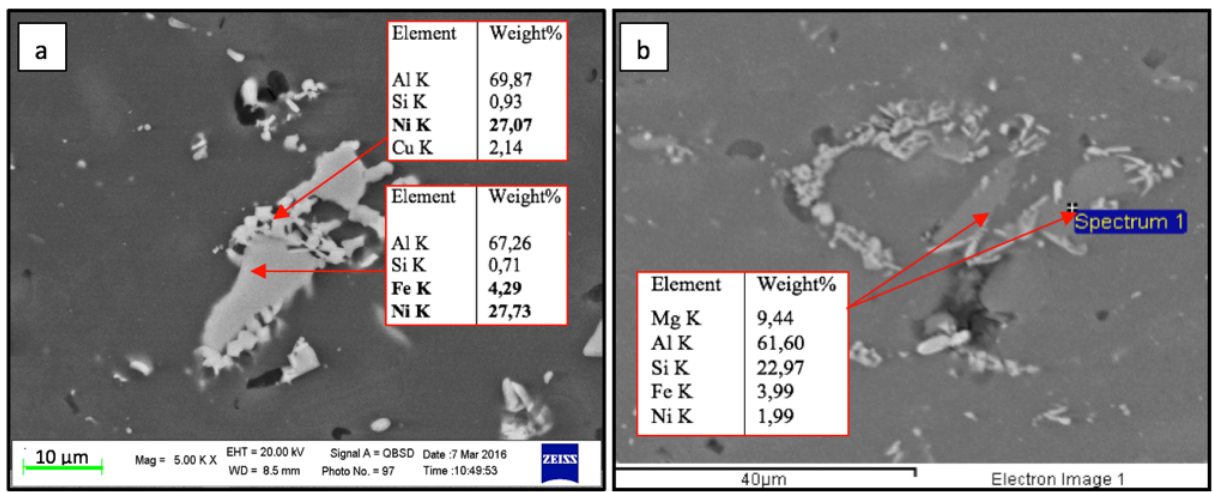 a
Element Weight%
Al K 69,87
Si K 0,93
Ni K 27,07
Cu K 2,14
Element Weight%
Al K 67,26
Si K 0,71
Fe K 4,29
Ni K 27,73
10 µm
Mag = 5.00 K X
EHT = 20.00 kV
WD = 8.5 mm
Signal A = QBSD
Photo No. = 97
Date :7 Mar 2016
Time :10:49:53
ZEISS
b
Spectrum 1
Element Weight%
Mg K 9,44
Al K 61,60
Si K 22,97
Fe K 3,99
Ni K 1,99
40µm
Electron Image 1